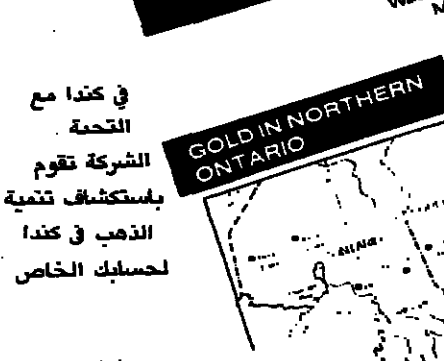 في كندا مع
التحية
الشركة تقوم
باستكشاف تنمية
الذهب في كندا
لحسابك الخاص
GOLD IN NORTHERN
ONTARIO